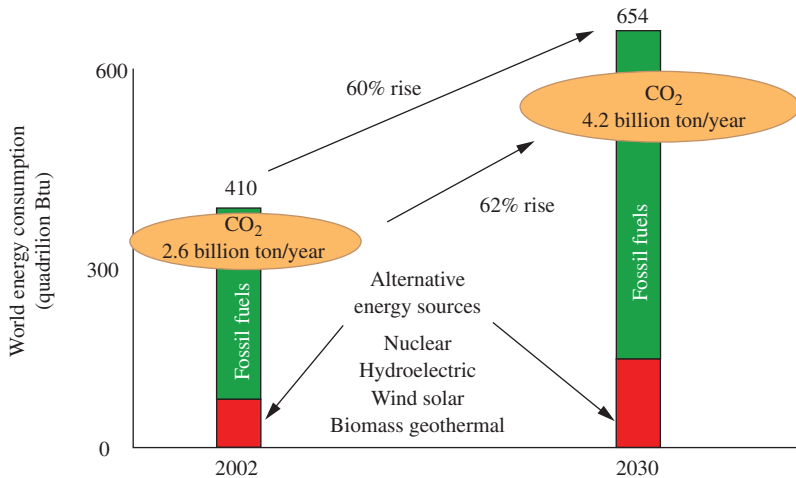 World energy consumption
(quadrilion Btu)
600
300
0
410
CO2
2.6 billion ton/year
Fossil fuels
2002
60% rise
62% rise
Alternative
energy sources
Nuclear
Hydroelectric
Wind solar
Biomass geothermal
654
CO2
4.2 billion ton/year
Fossil fuels
2030